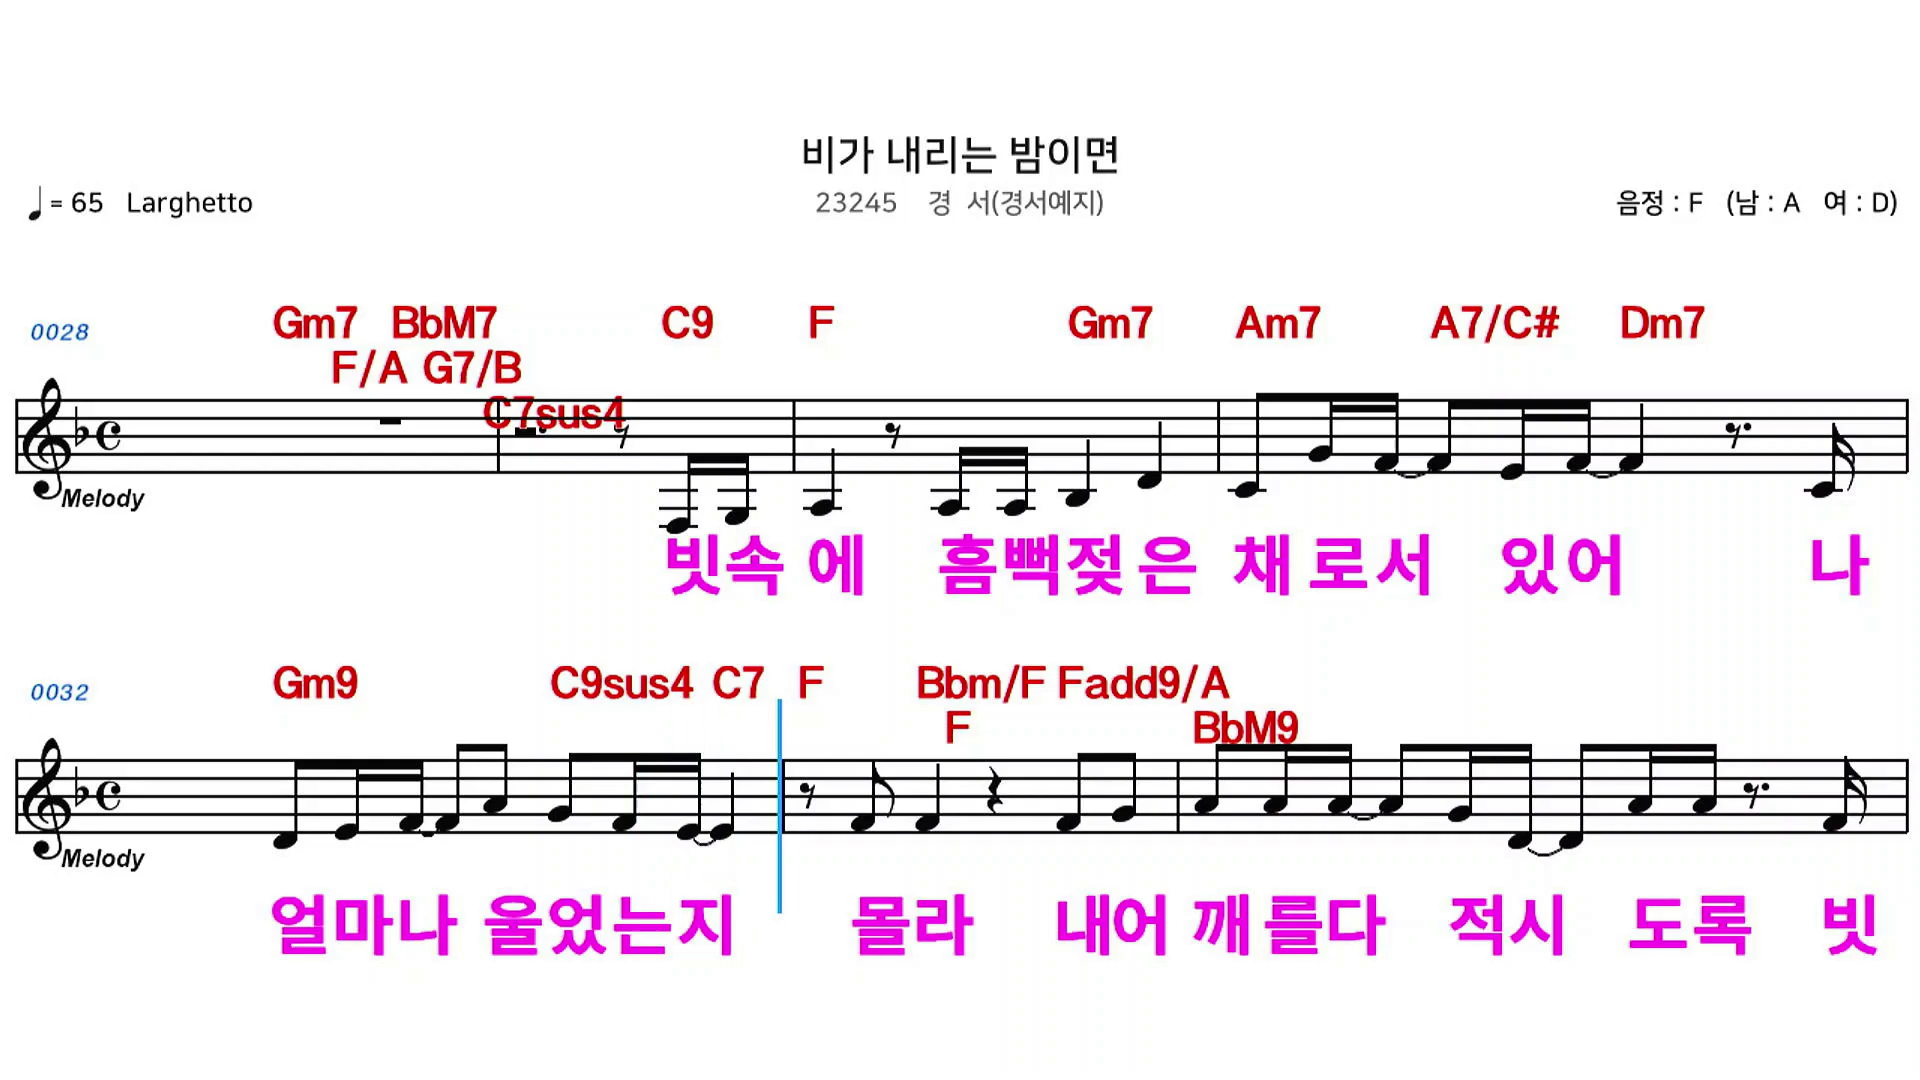 비가 내리는 밤이면
♩= 65 Larghetto
23245 경 서(경서예지)
음정 : F (남 : A 여 : D)
0028
Gm7 BbM7 C9 F Gm7 Am7 A7/C# Dm7
F/A G7/B
C7sus4
Melody
빗속 에 흠뻑젖 은 채 로서 있어 나
0032
Gm9 C9sus4 C7 F Bbm/F Fadd9/A
F BbM9
Melody
얼마나 울었는지 몰라 내어 깨를다 적시 도록 빗